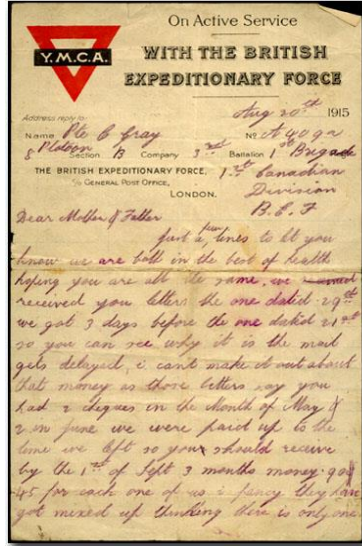 Y.M.C.A.
On Active Service
WITH THE BRITISH
EXPEDITIONARY FORCE
Aug 20th 1915
Address reply to:
Name Pte C Gray No. A4092
8 Platoon Section B Company 3rd Battalion 1st Brigade
THE BRITISH EXPEDITIONARY FORCE, 1st Canadian
c/o GENERAL POST OFFICE, Division
LONDON. B.E.F
Dear Mother & Father
just a few lines to let you
know we are both in the best of health
hoping you are all the same, we
received you letters the one datid 29th
we got 3 days before the one datid 21st
so you can see why it is the mail
gets delayed, i can't make it out about
that money as those letters say you
had 2 cheques in the Month of May &
2 in June we were paid up to the
time we left so you should receive
by the 1st of Sept 3 months money
45 for each one of us i fancy they have
got mixed up thinking there is only one